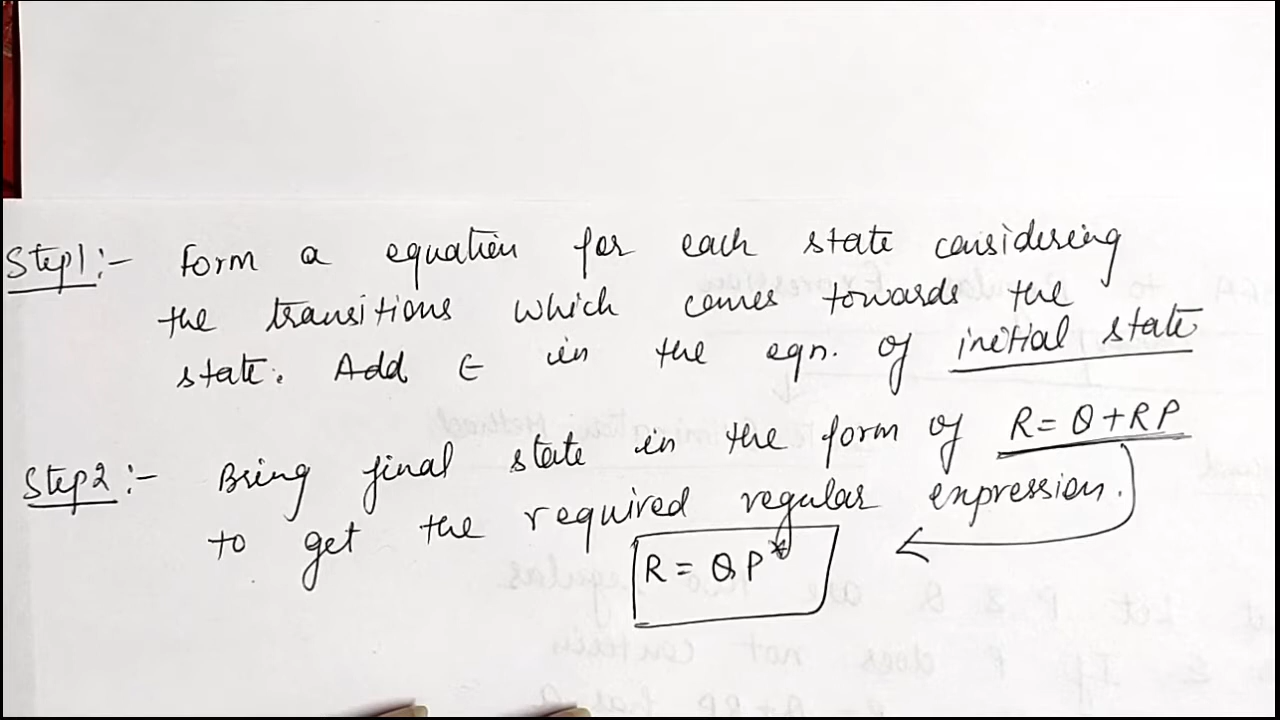 Step1:- Form a equation for each state considering
the transitions which comes towards the
state. Add ∈ in the eqn. of initial state
Step2:- Bring final state in the form of R = Q + RP
to get the required regular expression.
R = QP*